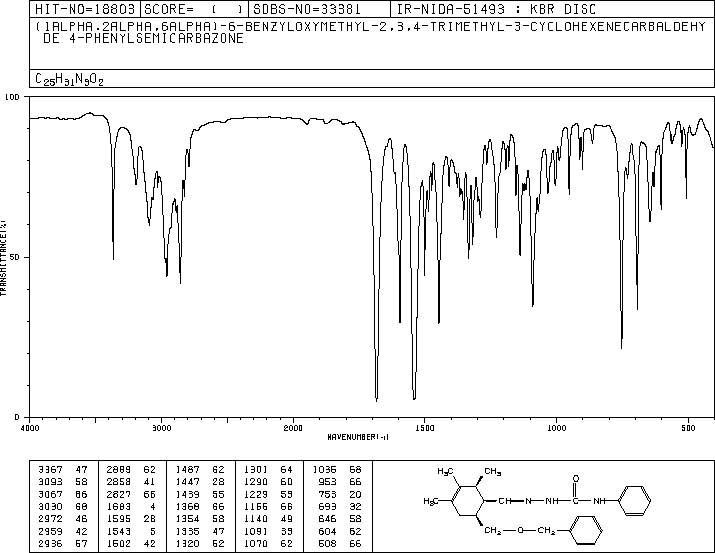 HIT-NO=18803 SCORE= ( ) SDBS-NO=33381 IR-NIDA-51493 : KBR DISC
(1ALPHA,2ALPHA,6ALPHA)-6-BENZYLOXYMETHYL-2,3,4-TRIMETHYL-3-CYCLOHEXENECARBALDEHY
DE 4-PHENYLSEMICARBAZONE
C25H31N3O2
100
50
0
TRANSMITTANCE(%)
4000 3000 2000 1500 1000 500
WAVENUMBER(-1)
3367 47 2889 62 1487 62 1301 64 1036 68
3093 58 2858 41 1447 28 1290 60 953 66
3067 66 2827 66 1439 55 1229 53 753 20
3030 68 1683 4 1368 66 1166 66 693 32
2972 46 1595 28 1354 58 1140 49 646 58
2959 42 1543 5 1335 47 1091 33 604 62
2936 57 1502 42 1320 52 1070 62 508 66
H3C CH3
H3C CH=N—NH—C—NH
O
CH2—O—CH2